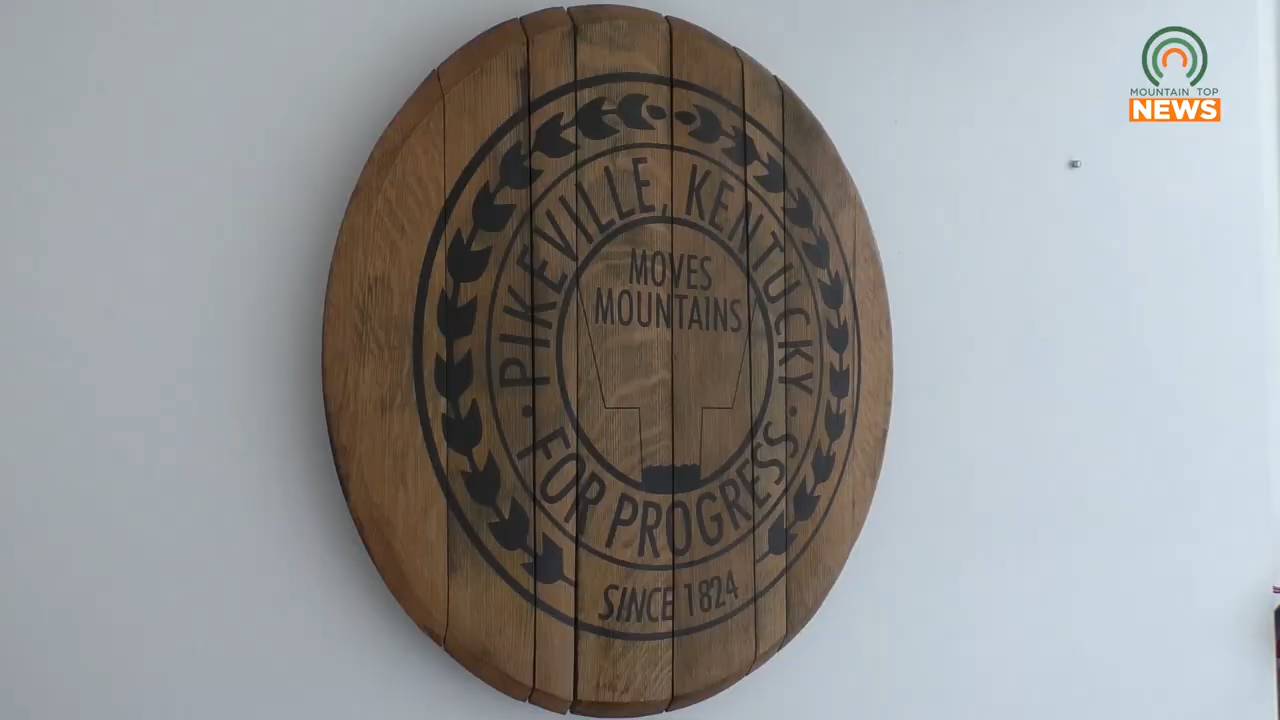 MOUNTAIN TOP
NEWS
PIKEVILLE, KENTUCKY
MOVES
MOUNTAINS
FOR PROGRESS
SINCE 1824